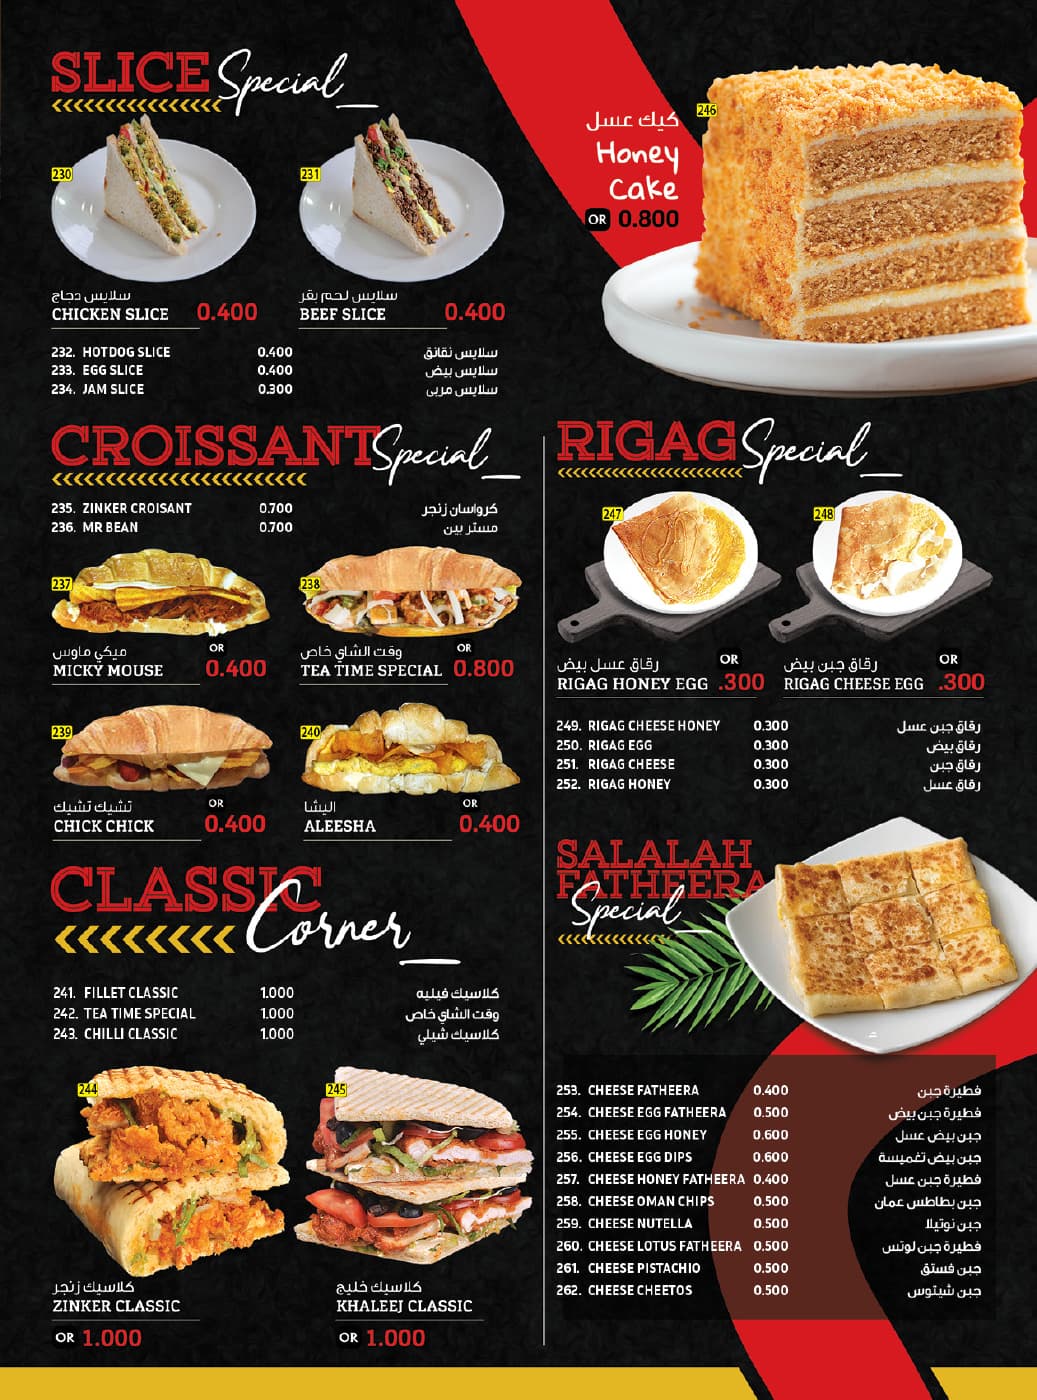 SLICE Special
230
231
سلايس دجاج
CHICKEN SLICE 0.400
سلايس لحم بقر
BEEF SLICE 0.400
232. HOTDOG SLICE 0.400 سلايس نقانق
233. EGG SLICE 0.400 سلايس بيض
234. JAM SLICE 0.300 سلايس مربى
246
كيك عسل
Honey
Cake
OR 0.800
CROISSANT Special
235. ZINKER CROISANT 0.700 كرواسان زنجر
236. MR BEAN 0.700 مستر بين
237
238
ميكي ماوس
OR
MICKY MOUSE 0.400
وقت الشاي خاص
OR
TEA TIME SPECIAL 0.800
239
240
تشيك تشيك
OR
CHICK CHICK 0.400
اليشا
OR
ALEESHA 0.400
CLASSIC
Corner
241. FILLET CLASSIC 1.000 كلاسيك فيليه
242. TEA TIME SPECIAL 1.000 وقت الشاي خاص
243. CHILLI CLASSIC 1.000 كلاسيك شيلي
244
245
كلاسيك زنجر
ZINKER CLASSIC
OR 1.000
كلاسيك خليج
KHALEEJ CLASSIC
OR 1.000
RIGAG Special
247
248
رقاق عسل بيض
OR
RIGAG HONEY EGG .300
رقاق جبن بيض
OR
RIGAG CHEESE EGG .300
249. RIGAG CHEESE HONEY 0.300 رقاق جبن عسل
250. RIGAG EGG 0.300 رقاق بيض
251. RIGAG CHEESE 0.300 رقاق جبن
252. RIGAG HONEY 0.300 رقاق عسل
SALALAH
FATHEERA
Special
253. CHEESE FATHEERA 0.400 فطيرة جبن
254. CHEESE EGG FATHEERA 0.500 فطيرة جبن بيض
255. CHEESE EGG HONEY 0.600 جبن بيض عسل
256. CHEESE EGG DIPS 0.600 جبن بيض تغميسة
257. CHEESE HONEY FATHEERA 0.400 فطيرة جبن عسل
258. CHEESE OMAN CHIPS 0.500 جبن بطاطس عمان
259. CHEESE NUTELLA 0.500 جبن نوتيلا
260. CHEESE LOTUS FATHEERA 0.500 فطيرة جبن لوتس
261. CHEESE PISTACHIO 0.500 جبن فستق
262. CHEESE CHEETOS 0.500 جبن شيتوس